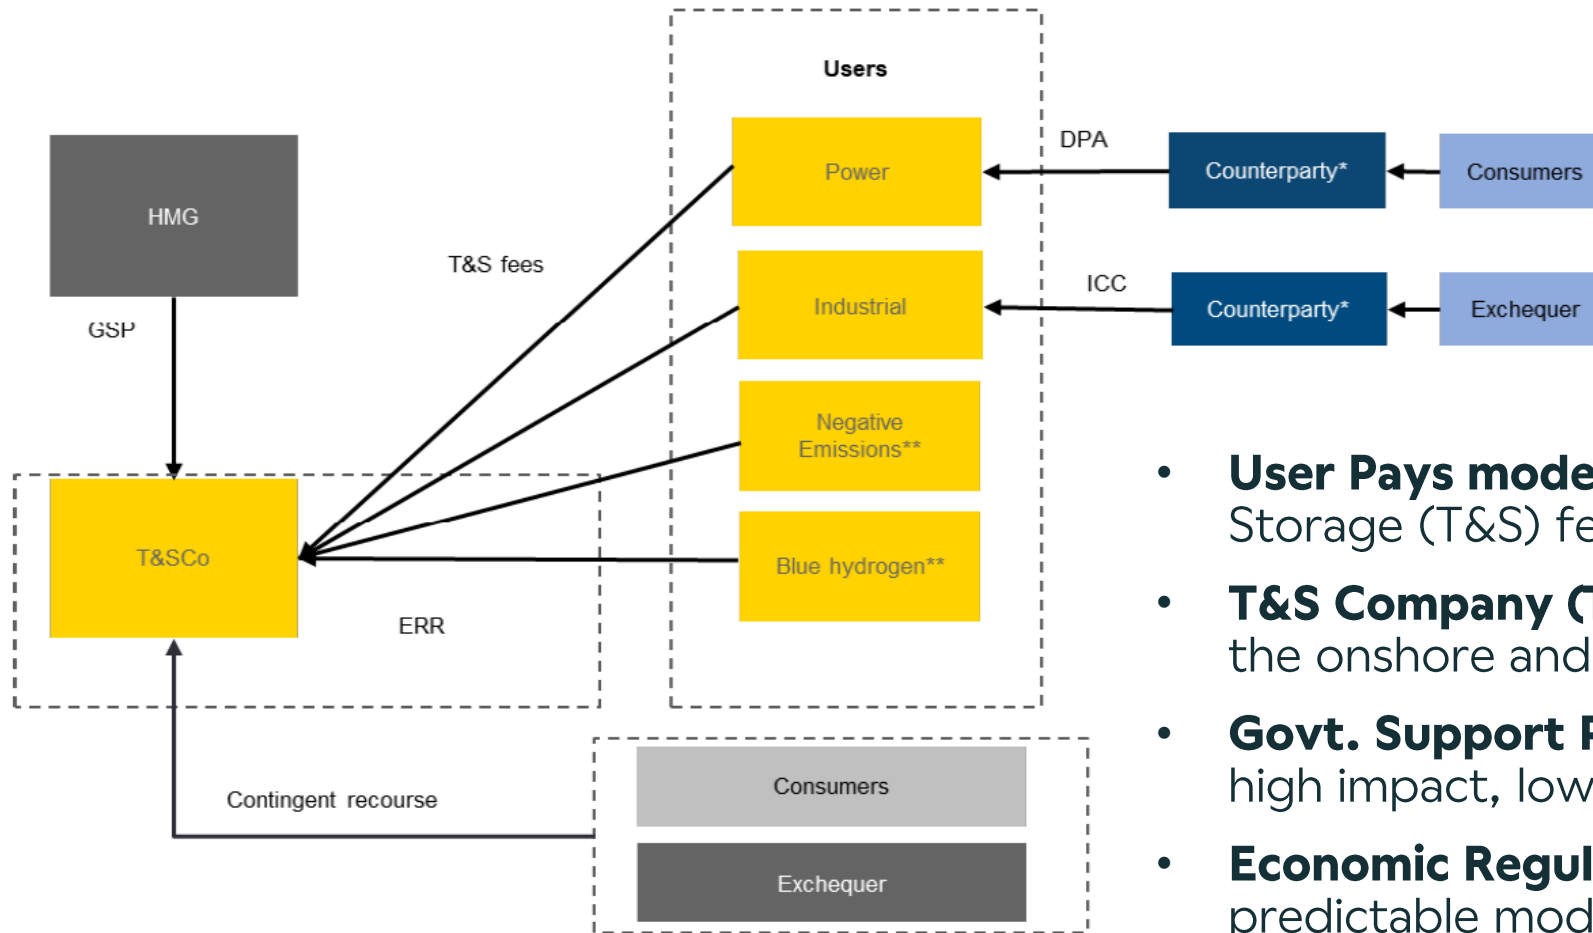 Users
DPA
Power
Counterparty*
Consumers
HMG
T&S fees
ICC
Industrial
Counterparty*
Exchequer
GSP
Negative
Emissions**
T&SCo
Blue hydrogen**
ERR
Consumers
Contingent recourse
Exchequer
• User Pays mode
Storage (T&S) fe
• T&S Company (T
the onshore and
• Govt. Support P
high impact, low
• Economic Regul
predictable mod